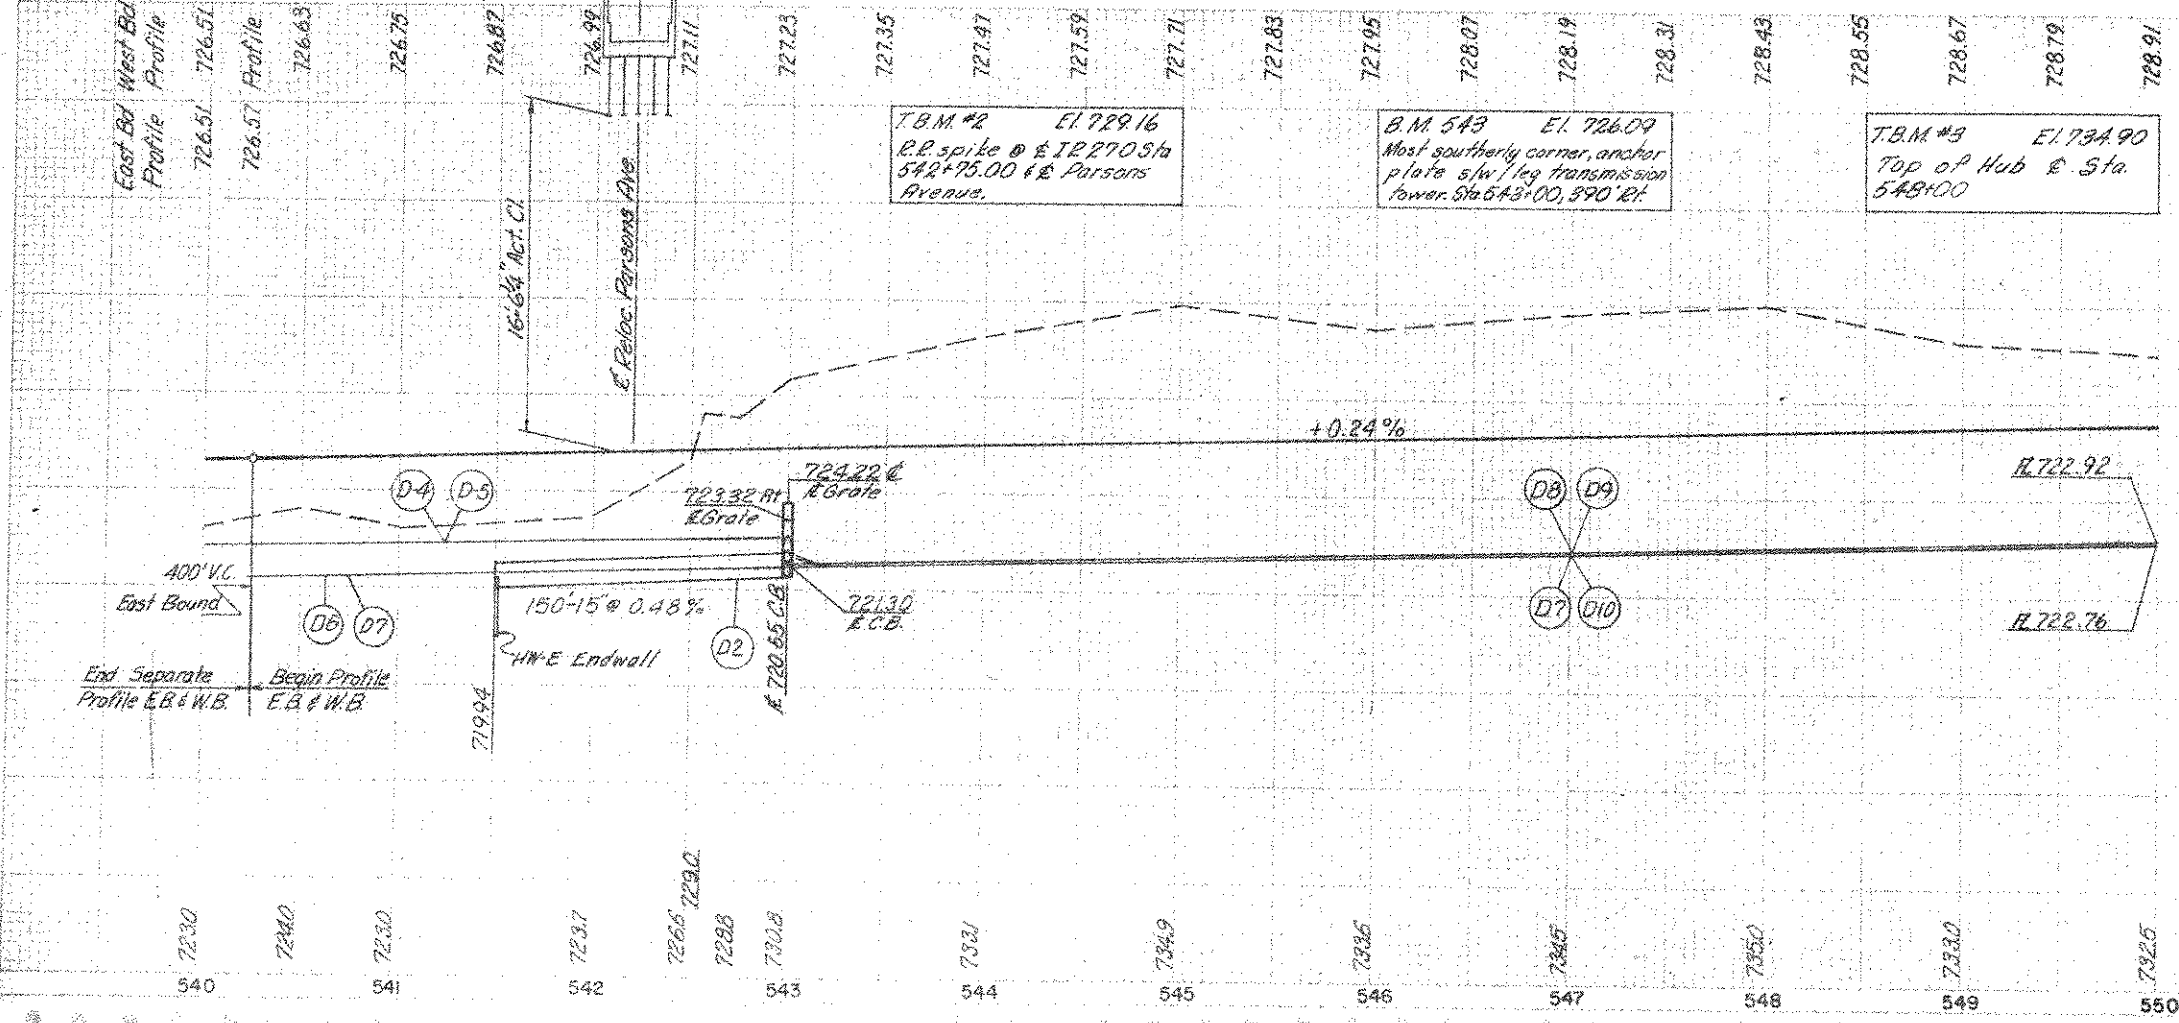 East Bd West Bd
Profile Profile
726.51 726.51
726.57 Profile
726.63
726.75
726.87
726.99
727.11
727.23
727.35
727.47
727.59
727.71
727.83
727.95
728.07
728.19
728.31
728.43
728.55
728.67
728.79
728.91
T.B.M. #2 El. 729.16
R.R. spike @ ℄ I.R. 270 Sta
542+75.00 & ℄ Parsons
Avenue.
B.M. 543 El. 726.09
Most southerly corner, anchor
plate s/w/leg transmission
tower. Sta 543+00, 390' Rt.
T.B.M. #3 El. 734.90
Top of Hub ℄ Sta.
548+00
16'-6¼" Act. Cl.
℄ Reloc. Parsons Ave.
+0.24%
D-4 D-5
723.32 Rt
℄ Grate
724.22 ℄
℄ Grate
D8 D9
℄ 722.92
400' V.C.
East Bound
D6 D7
150'-15" @ 0.48%
D2
℄ 720.65 C.B.
721.30
℄ C.B.
D7 D10
℄ 722.76
HW-E Endwall
719.94
End Separate
Profile E.B. & W.B.
Begin Profile
E.B. & W.B.
723.0
724.0
723.0
723.7
726.6
729.0
728.8
730.8
733.1
734.9
733.6
734.5
735.0
733.0
732.5
540 541 542 543 544 545 546 547 548 549 550